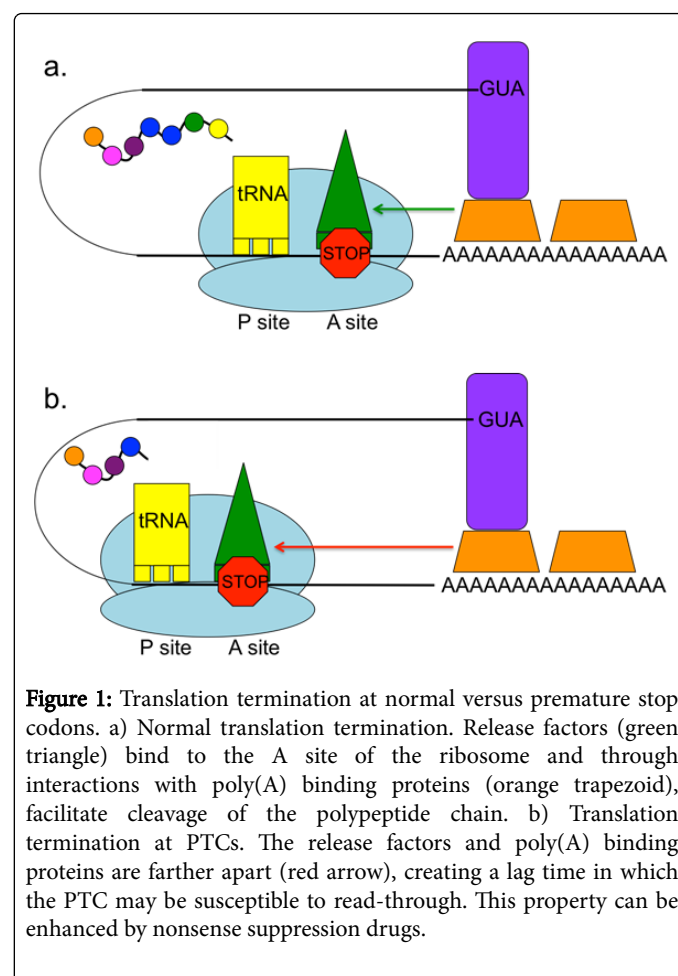 a.
GUA
tRNA
STOP
AAAAAAAAAAAAAAAA
P site A site
b.
GUA
tRNA
STOP
AAAAAAAAAAAAAAAA
P site A site
Figure 1: Translation termination at normal versus premature stop
codons. a) Normal translation termination. Release factors (green
triangle) bind to the A site of the ribosome and through
interactions with poly(A) binding proteins (orange trapezoid),
facilitate cleavage of the polypeptide chain. b) Translation
termination at PTCs. The release factors and poly(A) binding
proteins are farther apart (red arrow), creating a lag time in which
the PTC may be susceptible to read-through. This property can be
enhanced by nonsense suppression drugs.